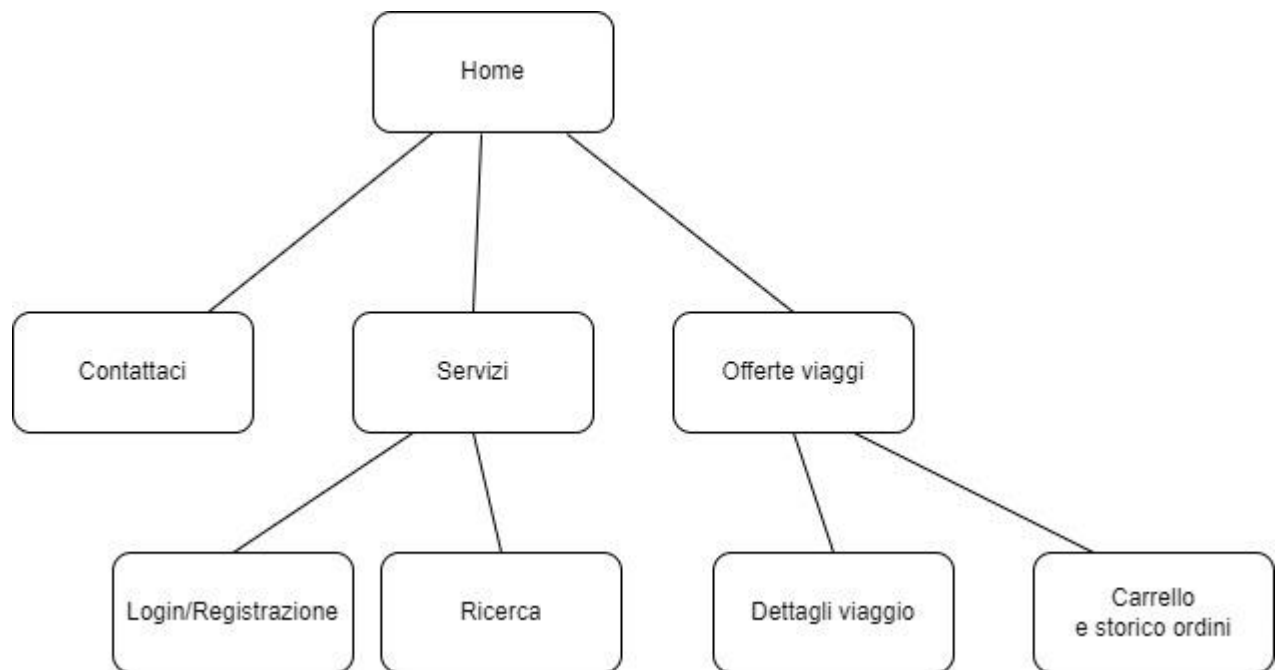 Home
Contattaci
Servizi
Offerte viaggi
Login/Registrazione
Ricerca
Dettagli viaggio
Carrello
e storico ordini